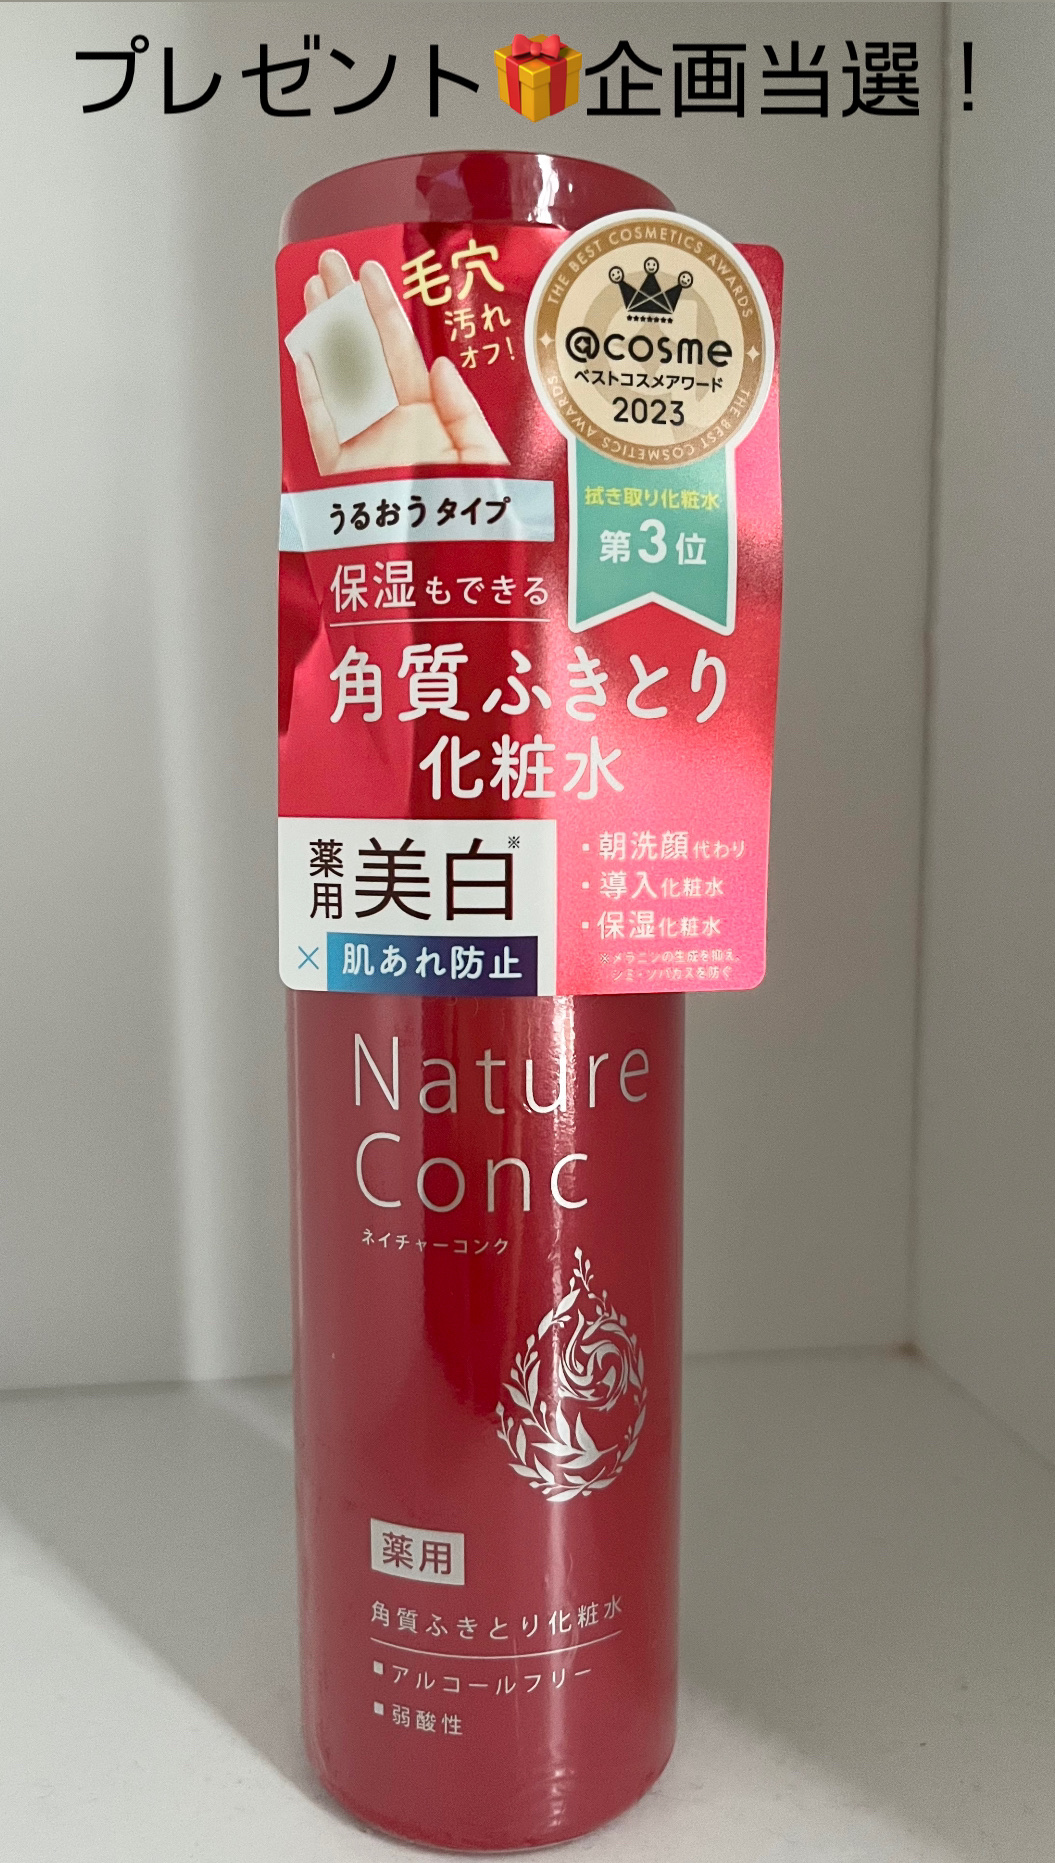 プレゼント🎁企画当選！
毛穴
汚れ
オフ!
THE BEST COSMETICS AWARDS
@cosme
ベストコスメアワード
2023
THE BEST COSMETICS AWARDS
拭き取り化粧水
第3位
うるおうタイプ
保湿もできる
角質ふきとり
化粧水
薬用美白※
×肌あれ防止
・朝洗顔代わり
・導入化粧水
・保湿化粧水
※メラニンの生成を抑え、
シミ・ソバカスを防ぐ
Nature
Conc
ネイチャーコンク
薬用
角質ふきとり化粧水
■アルコールフリー
■弱酸性